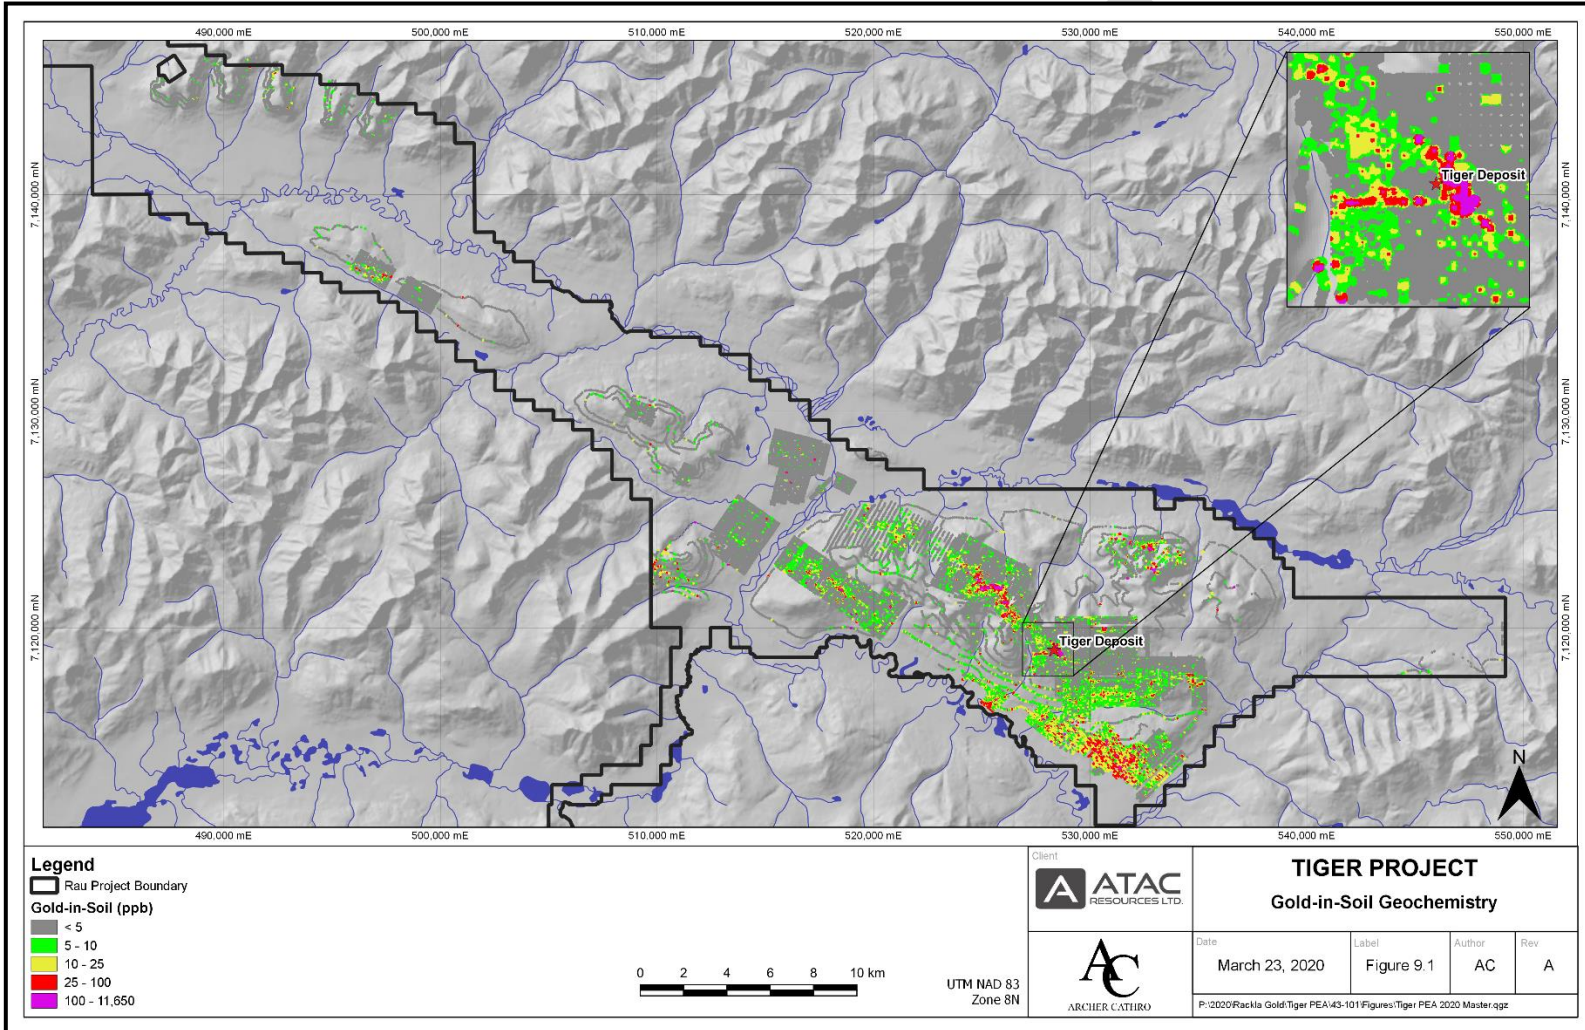 490,000 mE 500,000 mE 510,000 mE 520,000 mE 530,000 mE 540,000 mE 550,000 mE
7,140,000 mN
7,130,000 mN
7,120,000 mN
7,140,000 mN
7,130,000 mN
7,120,000 mN
Tiger Deposit
Tiger Deposit
N
490,000 mE 500,000 mE 510,000 mE 520,000 mE 530,000 mE 540,000 mE 550,000 mE
Legend
Rau Project Boundary
Gold-in-Soil (ppb)
< 5
5 - 10
10 - 25
25 - 100
100 - 11,650
0 2 4 6 8 10 km
UTM NAD 83
Zone 8N
Client
ATAC
RESOURCES LTD.
AC
ARCHER CATHRO
TIGER PROJECT
Gold-in-Soil Geochemistry
Date
March 23, 2020
Label
Figure 9.1
Author
AC
Rev
A
P:\2020\Rackla Gold\Tiger PEA\43-101\Figures\Tiger PEA 2020 Master.qgz